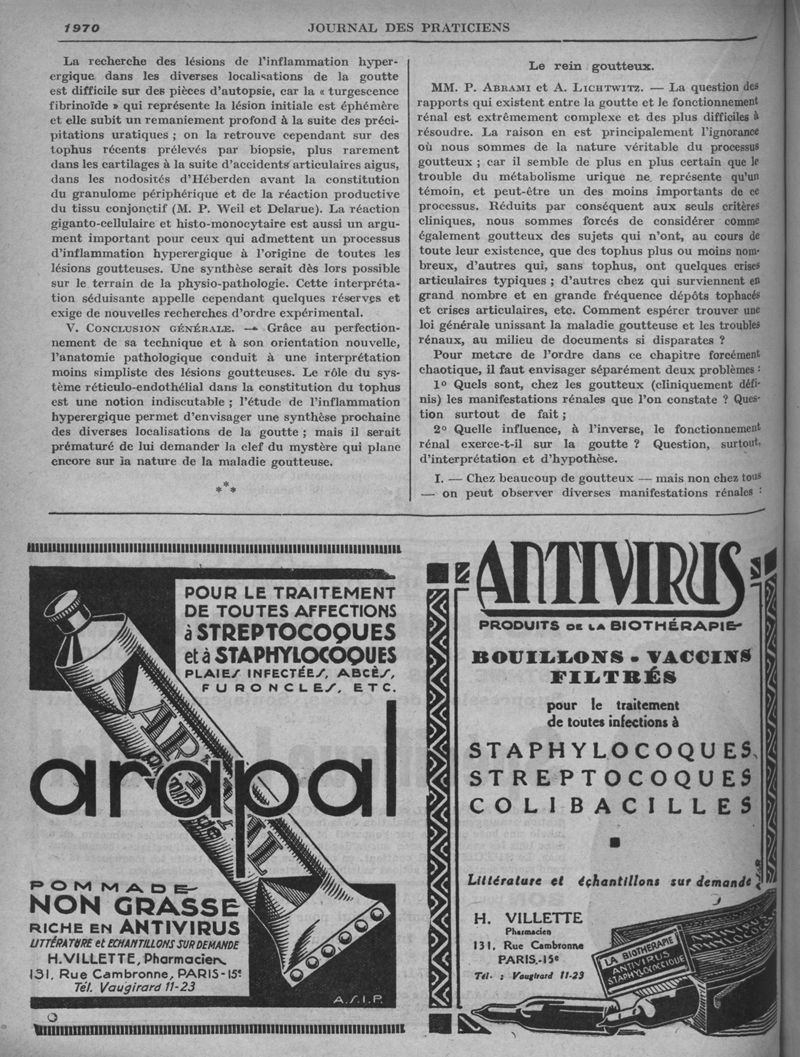 1970
JOURNAL DES PRATICIENS
La recherche des lésions de l'inflammation hyper-
ergique dans les diverses localisations de la goutte
est difficile sur des pièces d'autopsie, car la « turgescence
fibrinoïde » qui représente la lésion initiale est éphémère
et elle subit un remaniement profond à la suite des préci-
pitations uratiques ; on la retrouve cependant sur des
tophus récents prélevés par biopsie, plus rarement
dans les cartilages à la suite d'accidents articulaires aigus,
dans les nodosités d'Héberden avant la constitution
du granulome périphérique et de la réaction productive
du tissu conjonctif (M. P. Weil et Delarue). La réaction
giganto-cellulaire et histo-monocytaire est aussi un argu-
ment important pour ceux qui admettent un processus
d'inflammation hyperergique à l'origine de toutes les
lésions goutteuses. Une synthèse serait dès lors possible
sur le terrain de la physio-pathologie. Cette interpréta-
tion séduisante appelle cependant quelques réserves et
exige de nouvelles recherches d'ordre expérimental.
V. CONCLUSION GÉNÉRALE. — Grâce au perfection-
nement de sa technique et à son orientation nouvelle,
l'anatomie pathologique conduit à une interprétation
moins simpliste des lésions goutteuses. Le rôle du sys-
tème réticulo-endothélial dans la constitution du tophus
est une notion indiscutable ; l'étude de l'inflammation
hyperergique permet d'envisager une synthèse prochaine
des diverses localisations de la goutte ; mais il serait
prématuré de lui demander la clef du mystère qui plane
encore sur la nature de la maladie goutteuse.
***
Le rein goutteux.
MM. P. ABRAMI et A. LICHTWITZ. — La question des
rapports qui existent entre la goutte et le fonctionnement
rénal est extrêmement complexe et des plus difficiles à
résoudre. La raison en est principalement l'ignorance
où nous sommes de la nature véritable du processus
goutteux ; car il semble de plus en plus certain que le
trouble du métabolisme urique ne représente qu'un
témoin, et peut-être un des moins importants de ce
processus. Réduits par conséquent aux seuls critères
cliniques, nous sommes forcés de considérer comme
également goutteux des sujets qui n'ont, au cours de
toute leur existence, que des tophus plus ou moins nom-
breux, d'autres qui, sans tophus, ont quelques crises
articulaires typiques ; d'autres chez qui surviennent en
grand nombre et en grande fréquence dépôts tophacés
et crises articulaires, etc. Comment espérer trouver une
loi générale unissant la maladie goutteuse et les troubles
rénaux, au milieu de documents si disparates ?
Pour mettre de l'ordre dans ce chapitre forcément
chaotique, il faut envisager séparément deux problèmes :
1º Quels sont, chez les goutteux (cliniquement défi-
nis) les manifestations rénales que l'on constate ? Ques-
tion surtout de fait ;
2º Quelle influence, à l'inverse, le fonctionnement
rénal exerce-t-il sur la goutte ? Question, surtout,
d'interprétation et d'hypothèse.
I. — Chez beaucoup de goutteux — mais non chez tous
— on peut observer diverses manifestations rénales :
POUR LE TRAITEMENT
DE TOUTES AFFECTIONS
à STREPTOCOQUES
et à STAPHYLOCOQUES
PLAIES INFECTÉES, ABCÈS,
FURONCLES, ETC.
arapal
POMMADE
NON GRASSE
RICHE EN ANTIVIRUS
LITTÉRATURE et ECHANTILLONS SUR DEMANDE
H. VILLETTE, Pharmacien,
131, Rue Cambronne, PARIS-15e
Tél. Vaugirard 11-23
A.S.I.P.
ANTIVIRUS
PRODUITS DE LA BIOTHÉRAPIE
BOUILLONS - VACCINS
FILTRÉS
pour le traitement
de toutes infections à
STAPHYLOCOQUES,
STREPTOCOQUES
COLIBACILLES
Littérature et échantillons sur demande
H. VILLETTE
Pharmacien
131, Rue Cambronne
PARIS-15e
Tél. : Vaugirard 11-23
LA BIOTHERAPIE
ANTIVIRUS
STAPHYLOCOCCIQUE